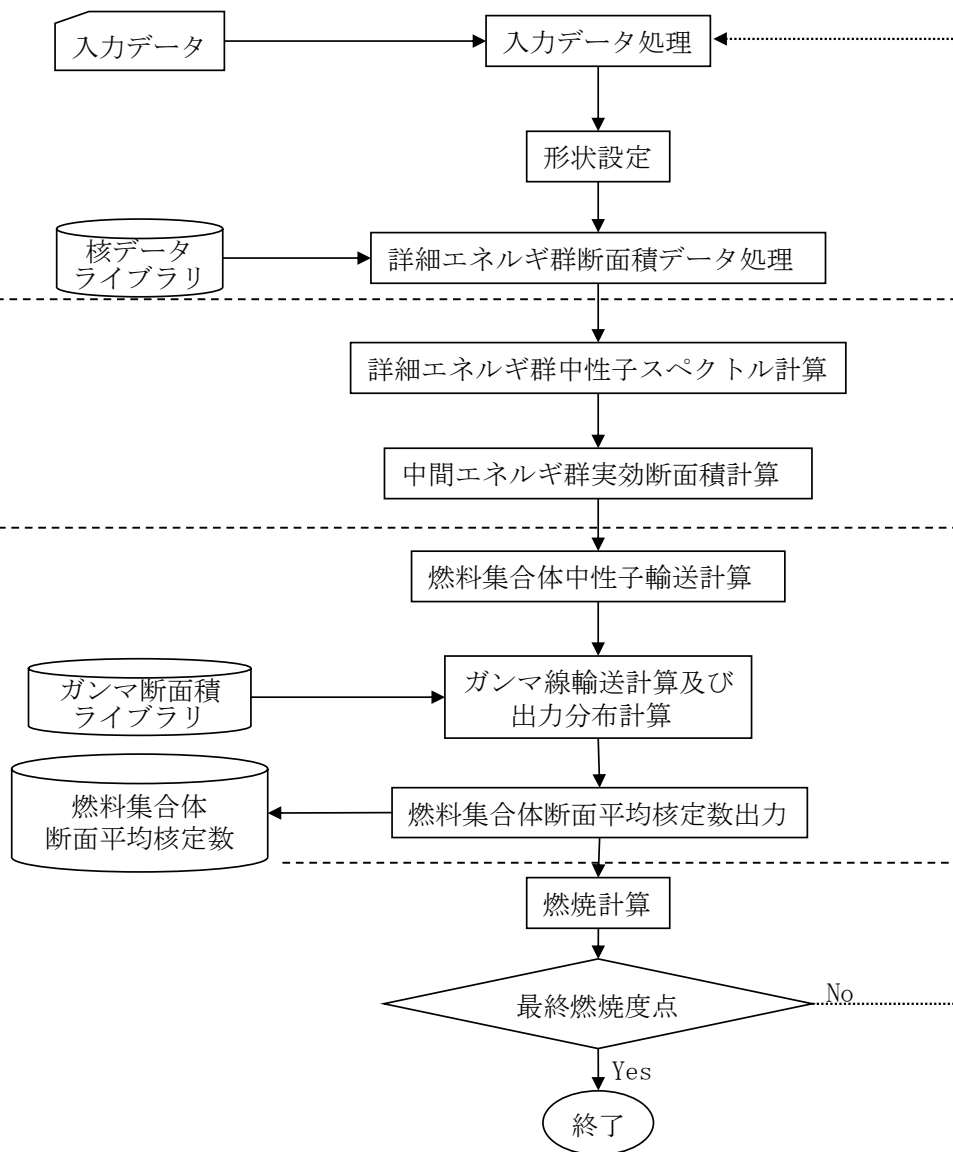 入力データ
入力データ処理
形状設定
核データ
ライブラリ
詳細エネルギ群断面積データ処理
詳細エネルギ群中性子スペクトル計算
中間エネルギ群実効断面積計算
燃料集合体中性子輸送計算
ガンマ断面積
ライブラリ
ガンマ線輸送計算及び
出力分布計算
燃料集合体
断面平均核定数
燃料集合体断面平均核定数出力
燃焼計算
最終燃焼度点
No
Yes
終了